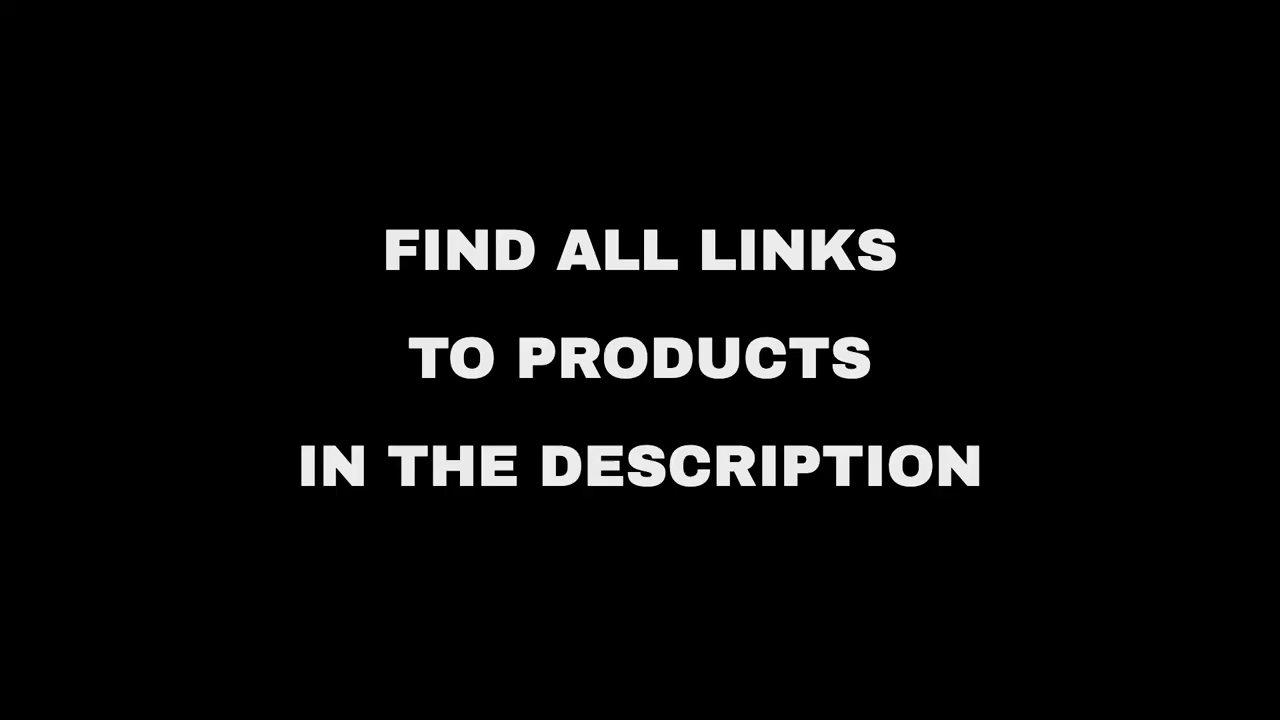 FIND ALL LINKS
TO PRODUCTS
IN THE DESCRIPTION